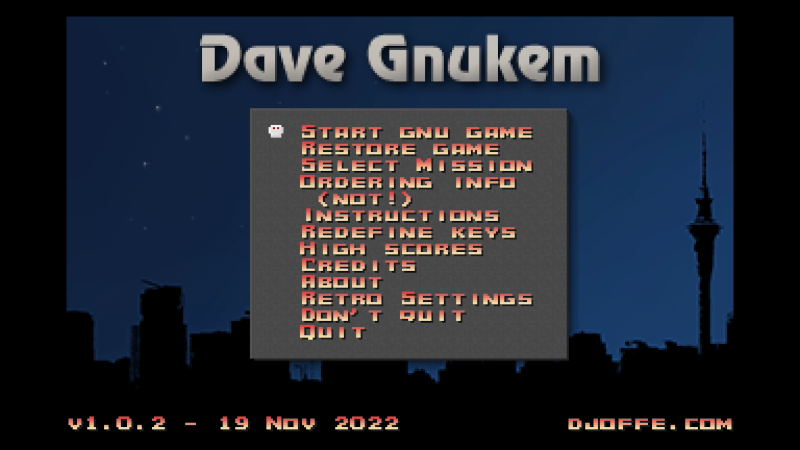 Dave Gnukem
Start gnu game
Restore game
Select Mission
Ordering info
(not!)
Instructions
Redefine keys
High scores
Credits
About
Retro Settings
Don't quit
Quit
v1.0.2 - 19 Nov 2022
djoffe.com